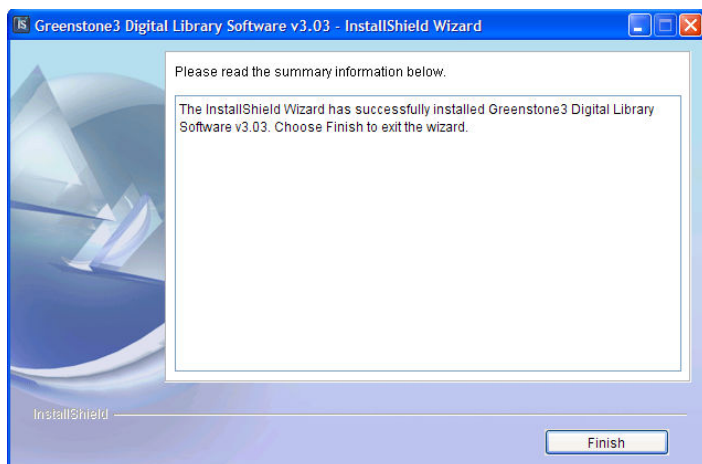 Greenstone3 Digital Library Software v3.03 - InstallShield Wizard
Please read the summary information below.
The InstallShield Wizard has successfully installed Greenstone3 Digital Library
Software v3.03. Choose Finish to exit the wizard.
InstallShield
Finish